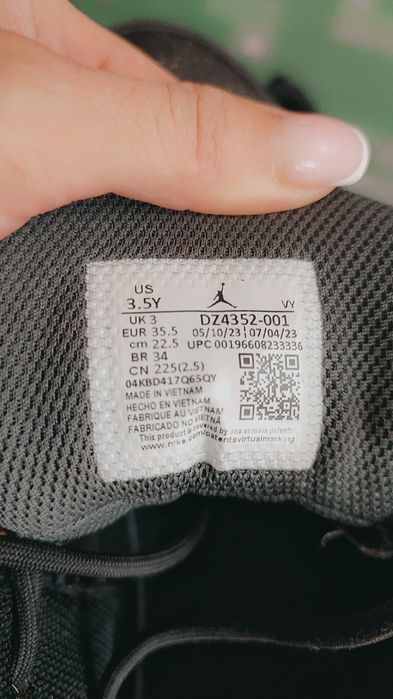 US
3.5Y VY
UK 3 DZ4352-001
EUR 35.5 05/10/23 07/04/23
cm 22.5 UPC 00196608233336
BR 34
CN 225(2.5)
04KBD417Q65QY
MADE IN VIETNAM
HECHO EN VIETNAM
FABRIQUE AU VIETNAM
FABRICADO NO VIETNÃ
This product is covered by one or more patents
www.nike.com/patentsvirtualmarking